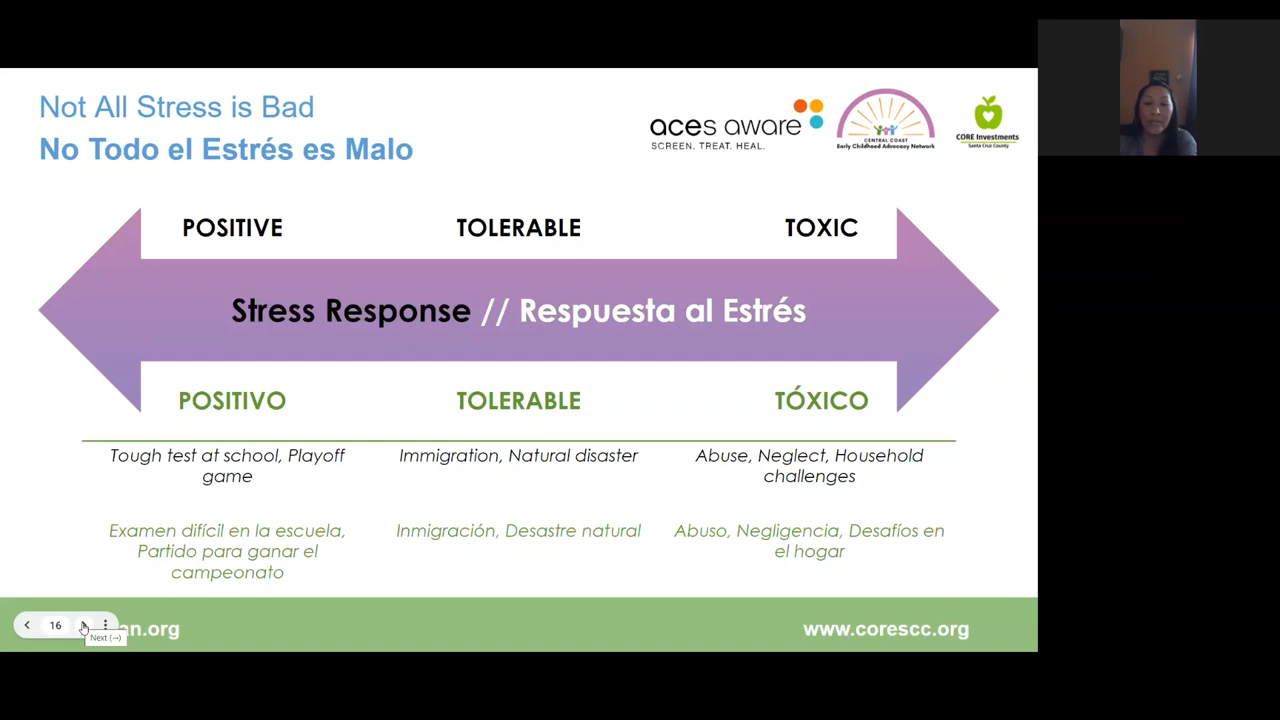 Not All Stress is Bad
No Todo el Estrés es Malo
aces aware
SCREEN. TREAT. HEAL.
CENTRAL COAST
Early Childhood Advocacy Network
CORE Investments
Santa Cruz County
POSITIVE TOLERABLE TOXIC
Stress Response // Respuesta al Estrés
POSITIVO TOLERABLE TÓXICO
Tough test at school, Playoff
game
Immigration, Natural disaster
Abuse, Neglect, Household
challenges
Examen difícil en la escuela,
Partido para ganar el
campeonato
Inmigración, Desastre natural
Abuso, Negligencia, Desafíos en
el hogar
16
an.org
Next (→)
www.corescc.org